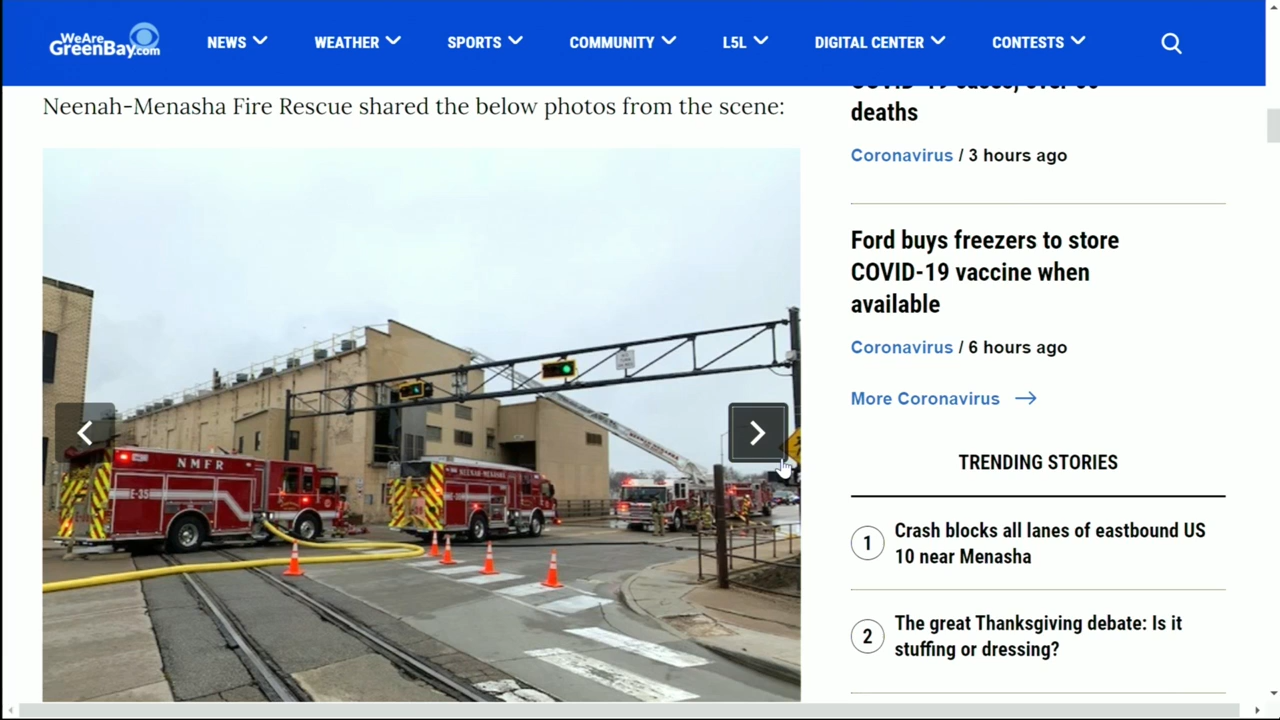 WeAre
GreenBay.com
NEWS
WEATHER
SPORTS
COMMUNITY
L5L
DIGITAL CENTER
CONTESTS
Neenah-Menasha Fire Rescue shared the below photos from the scene:
NMFR
E-35
NEENAH-MENASHA
deaths
Coronavirus / 3 hours ago
Ford buys freezers to store
COVID-19 vaccine when
available
Coronavirus / 6 hours ago
More Coronavirus
TRENDING STORIES
1
Crash blocks all lanes of eastbound US
10 near Menasha
2
The great Thanksgiving debate: Is it
stuffing or dressing?